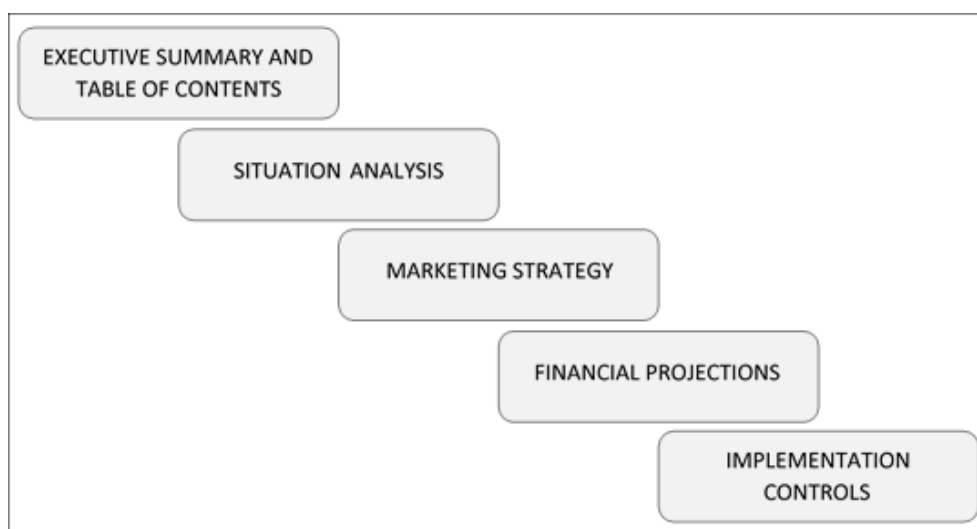 EXECUTIVE SUMMARY AND
TABLE OF CONTENTS
SITUATION ANALYSIS
MARKETING STRATEGY
FINANCIAL PROJECTIONS
IMPLEMENTATION
CONTROLS